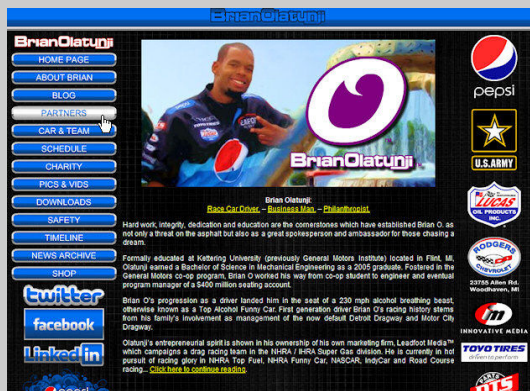 BrianOlatunji
BrianOlatunji
HOME PAGE
ABOUT BRIAN
BLOG
PARTNERS
CAR & TEAM
SCHEDULE
CHARITY
PICS & VIDS
DOWNLOADS
SAFETY
TIMELINE
NEWS ARCHIVE
SHOP
twitter
facebook
Linked in
pepsi
BrianOlatunji
Brian Olatunji:
Race Car Driver, – Business Man, – Philanthropist.
Hard work, integrity, dedication and education are the cornerstones which have established Brian O. as
not only a threat on the asphalt but also as a great spokesperson and ambassador for those chasing a
dream.
Formally educated at Kettering University (previously General Motors Institute) located in Flint, MI,
Olatunji earned a Bachelor of Science in Mechanical Engineering as a 2005 graduate. Fostered in the
General Motors co-op program, Brian O worked his way from co-op student to engineer and eventual
program manager of a $400 million seating account.
Brian O's progression as a driver landed him in the seat of a 230 mph alcohol breathing beast,
otherwise known as a Top Alcohol Funny Car. First generation driver Brian O's racing history stems
from his family's involvement as management of the now default Detroit Dragway and Motor City
Dragway.
Olatunji's entrepreneurial spirit is shown in his ownership of his own marketing firm, Leadfoot Media™
which campaigns a drag racing team in the NHRA / IHRA Super Gas division. He is currently in hot
pursuit of racing glory in NHRA Top Fuel, NHRA Funny Car, NASCAR, IndyCar and Road Course
racing... Click here to continue reading.
pepsi
U.S.ARMY
LUCAS
OIL PRODUCTS
INC.
RODGERS
CHEVROLET
23755 Allen Rd.
Woodhaven, MI
im
INNOVATIVE MEDIA
TOYO TIRES
driven to perform
PARTS